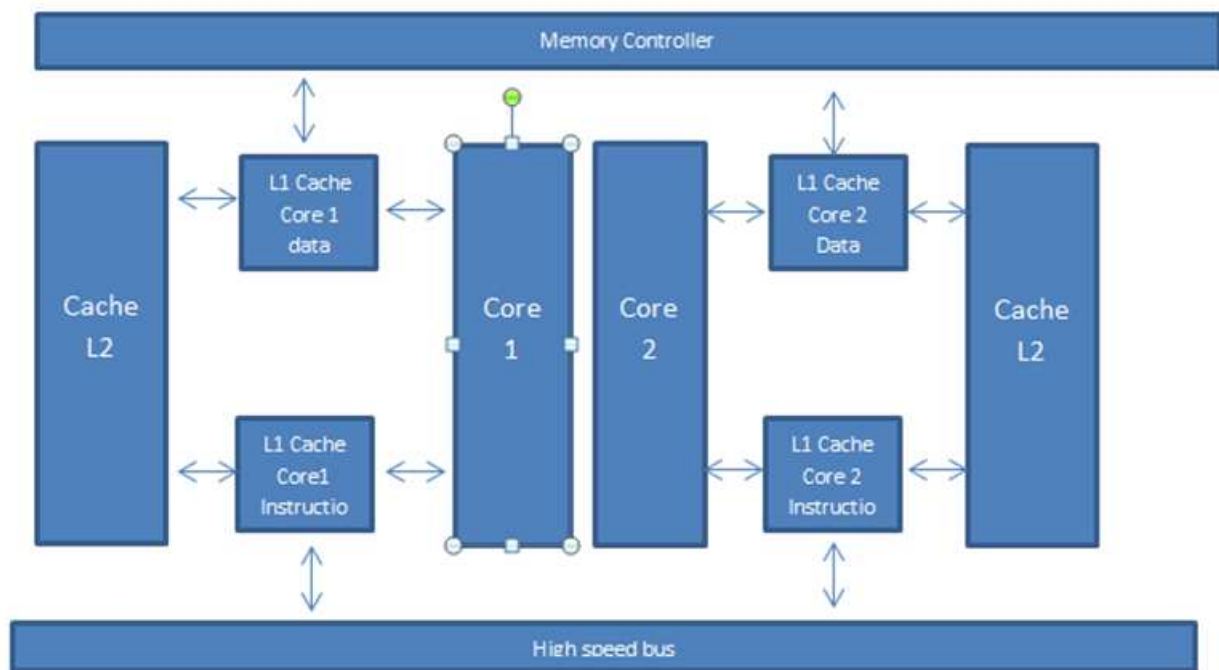 Memory Controller
Cache
L2
L1 Cache
Core 1
data
Core
1
Core
2
L1 Cache
Core 2
Data
Cache
L2
L1 Cache
Core1
Instructio
L1 Cache
Core 2
Instructio
High speed bus